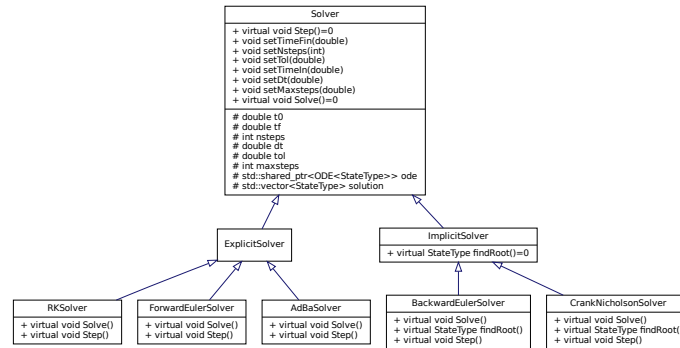 Solver
+ virtual void Step()=0
+ void setTimeFin(double)
+ void setNsteps(int)
+ void setTol(double)
+ void setTimeIn(double)
+ void setDt(double)
+ void setMaxsteps(double)
+ virtual void Solve()=0
# double t0
# double tf
# int nsteps
# double dt
# double tol
# int maxsteps
# std::shared_ptr<ODE<StateType>> ode
# std::vector<StateType> solution
ExplicitSolver
ImplicitSolver
+ virtual StateType findRoot()=0
RKSolver
+ virtual void Solve()
+ virtual void Step()
ForwardEulerSolver
+ virtual void Solve()
+ virtual void Step()
AdBaSolver
+ virtual void Solve()
+ virtual void Step()
BackwardEulerSolver
+ virtual void Solve()
+ virtual StateType findRoot()
+ virtual void Step()
CrankNicholsonSolver
+ virtual void Solve()
+ virtual StateType findRoot()
+ virtual void Step()